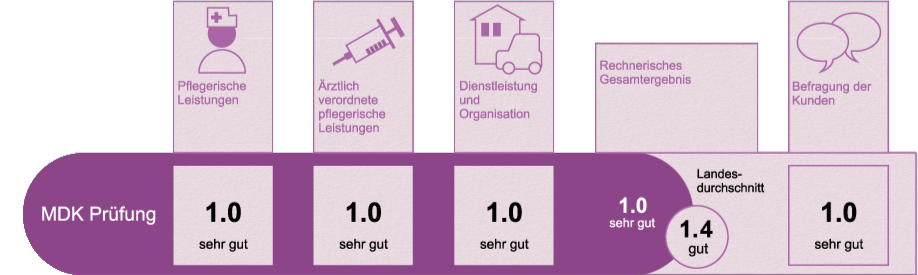 Pflegerische
Leistungen
Ärztlich
verordnete
pflegerische
Leistungen
Dienstleistung
und
Organisation
Rechnerisches
Gesamtergebnis
Befragung der
Kunden
MDK Prüfung
1.0
sehr gut
1.0
sehr gut
1.0
sehr gut
1.0
sehr gut
Landes-
durchschnitt
1.4
gut
1.0
sehr gut